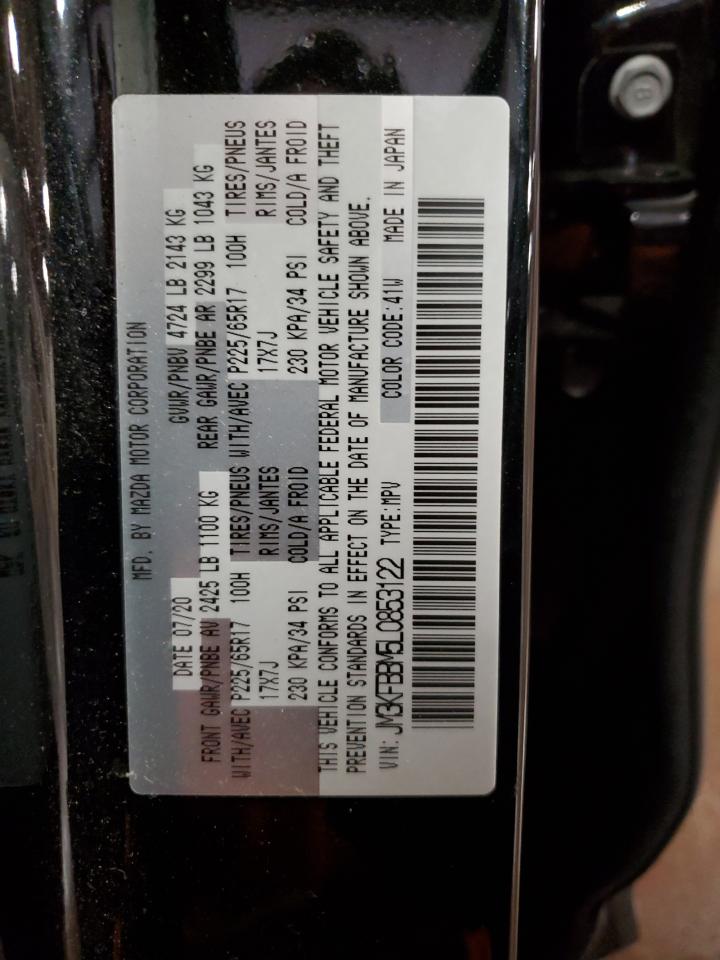 MFD. BY MAZDA MOTOR CORPORATION
DATE 07/20 GVWR/PNBV 4724 LB 2143 KG
FRONT GAWR/PNBE AV 2425 LB 1100 KG REAR GAWR/PNBE AR 2299 LB 1043 KG
WITH/AVEC P225/65R17 100H TIRES/PNEUS WITH/AVEC P225/65R17 100H TIRES/PNEUS
17X7J RIMS/JANTES 17X7J RIMS/JANTES
230 KPA/34 PSI COLD/A FROID 230 KPA/34 PSI COLD/A FROID
THIS VEHICLE CONFORMS TO ALL APPLICABLE FEDERAL MOTOR VEHICLE SAFETY AND THEFT
PREVENTION STANDARDS IN EFFECT ON THE DATE OF MANUFACTURE SHOWN ABOVE.
VIN: JM3KFBBM5L0853122 TYPE:MPV COLOR CODE:41W MADE IN JAPAN